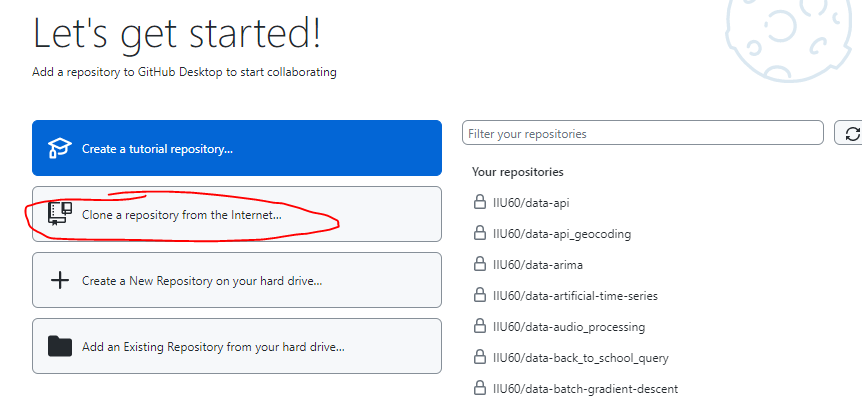 Let's get started!
Add a repository to GitHub Desktop to start collaborating
Create a tutorial repository...
Clone a repository from the Internet...
Create a New Repository on your hard drive...
Add an Existing Repository from your hard drive...
Filter your repositories
Your repositories
IIU60/data-api
IIU60/data-api_geocoding
IIU60/data-arima
IIU60/data-artificial-time-series
IIU60/data-audio_processing
IIU60/data-back_to_school_query
IIU60/data-batch-gradient-descent